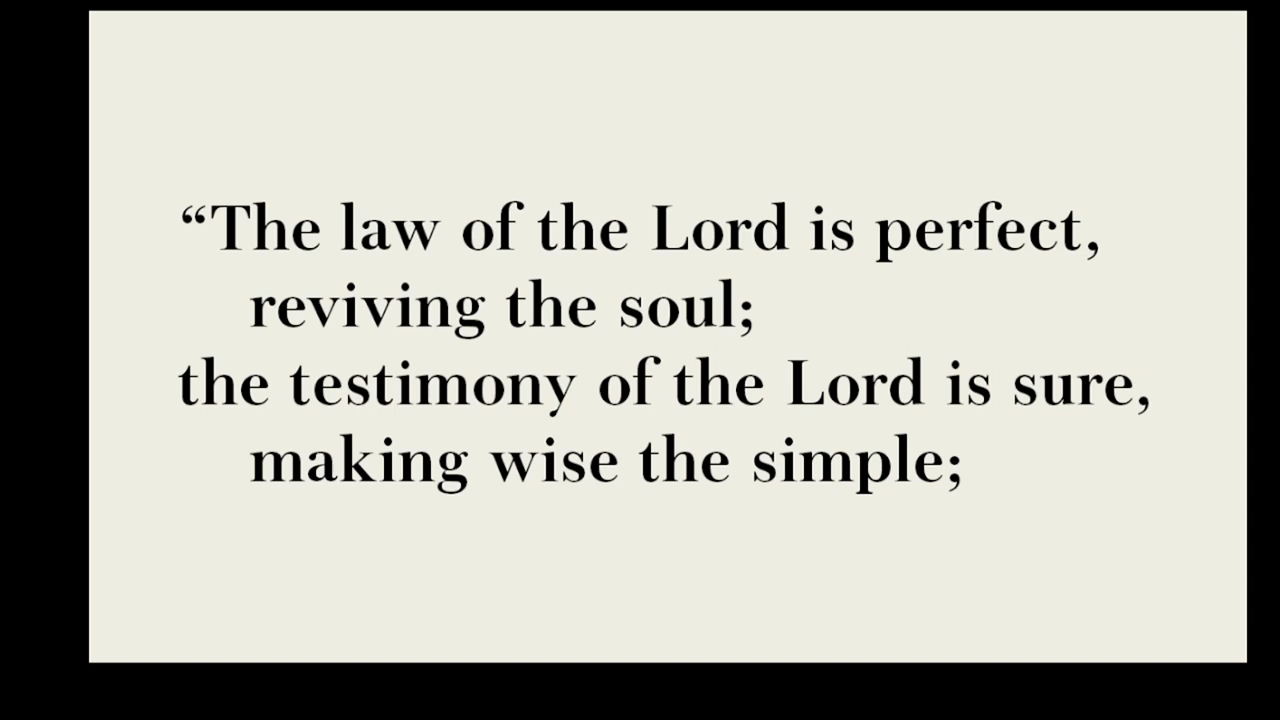 “The law of the Lord is perfect,
reviving the soul;
the testimony of the Lord is sure,
making wise the simple;